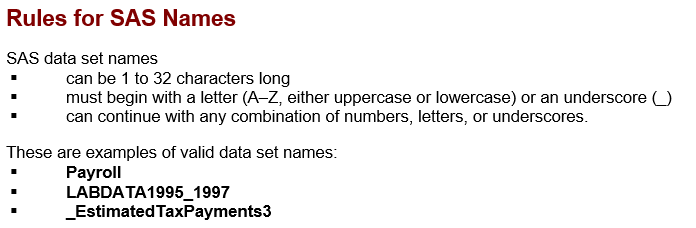 Rules for SAS Names
SAS data set names
▪ can be 1 to 32 characters long
▪ must begin with a letter (A–Z, either uppercase or lowercase) or an underscore (_)
▪ can continue with any combination of numbers, letters, or underscores.
These are examples of valid data set names:
▪ Payroll
▪ LABDATA1995_1997
▪ _EstimatedTaxPayments3